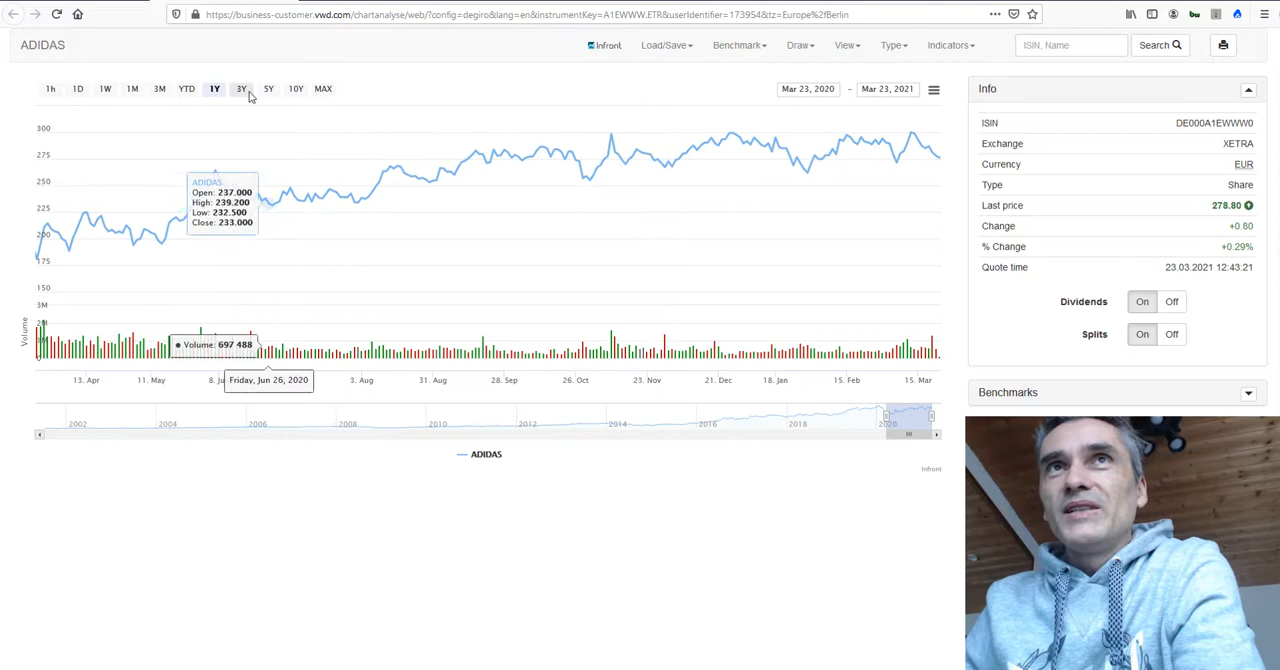 https://business-customer.vwd.com/chartanalyse/web/?config=degiro&lang=en&instrumentKey=A1EWWW.ETR&userIdentifier=173954&tz=Europe%2fBerlin
ADIDAS
Infront
Load/Save
Benchmark
Draw
View
Type
Indicators
ISIN, Name
Search
1h 1D 1W 1M 3M YTD 1Y 3Y 5Y 10Y MAX
Mar 23, 2020 - Mar 23, 2021
300
275
250
225
200
175
150
ADIDAS
Open: 237.000
High: 239.200
Low: 232.500
Close: 233.000
3M
2M
Volume
Volume: 697 488
13. Apr 11. May 3. Aug 31. Aug 28. Sep 26. Oct 23. Nov 21. Dec 18. Jan 15. Feb 15. Mar
Friday, Jun 26, 2020
2002 2004 2006 2008 2010 2012 2014 2016 2018 2020
ADIDAS
Infront
Info
ISIN DE000A1EWWW0
Exchange XETRA
Currency EUR
Type Share
Last price 278.80
Change +0.80
% Change +0.29%
Quote time 23.03.2021 12:43:21
Dividends On Off
Splits On Off
Benchmarks